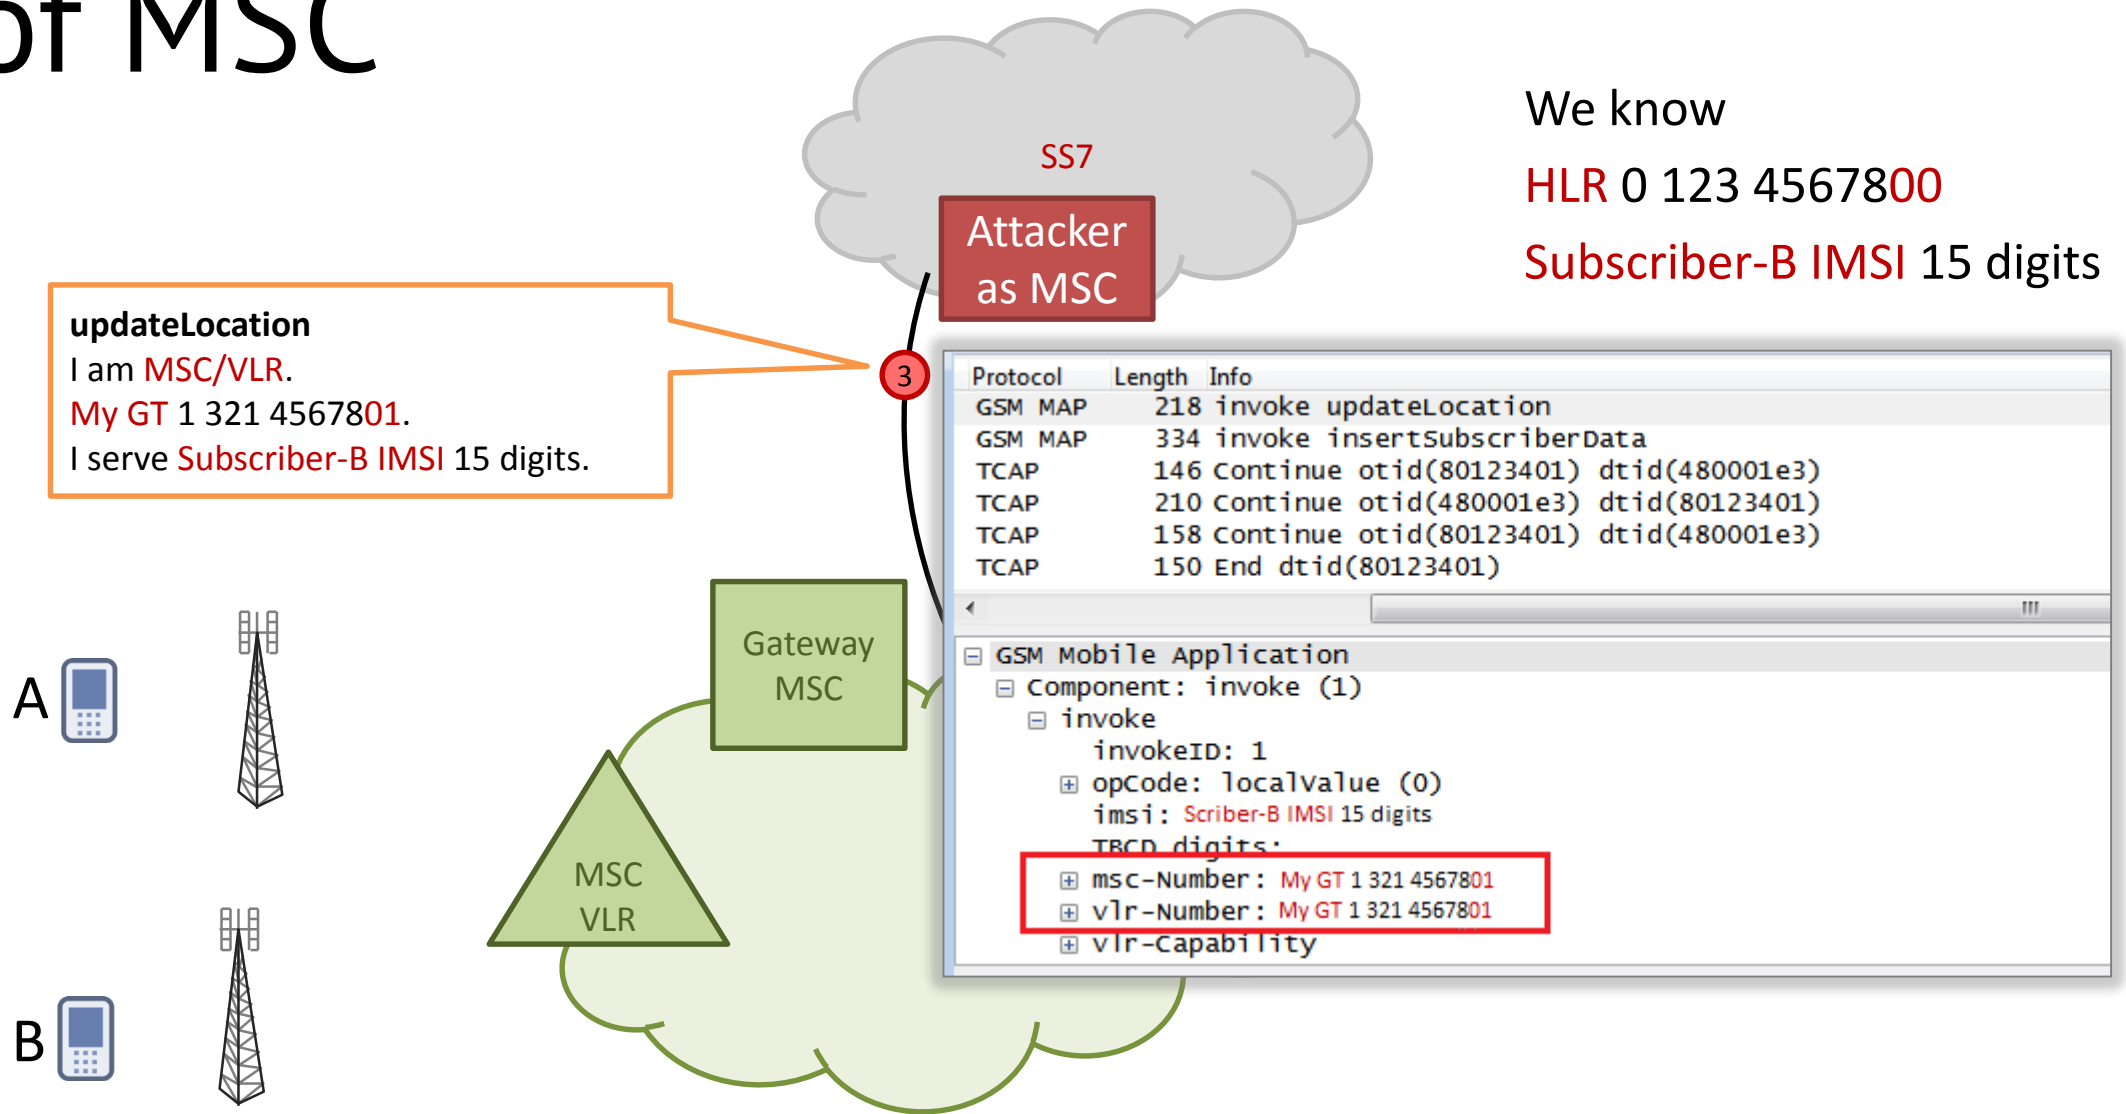 of MSC
SS7
Attacker
as MSC
We know
HLR 0 123 4567800
Subscriber-B IMSI 15 digits
updateLocation
I am MSC/VLR.
My GT 1 321 4567801.
I serve Subscriber-B IMSI 15 digits.
3
Protocol Length Info
GSM MAP 218 invoke updateLocation
GSM MAP 334 invoke insertSubscriberData
TCAP 146 Continue otid(80123401) dtid(480001e3)
TCAP 210 Continue otid(480001e3) dtid(80123401)
TCAP 158 Continue otid(80123401) dtid(480001e3)
TCAP 150 End dtid(80123401)
GSM Mobile Application
Component: invoke (1)
invoke
invokeID: 1
opCode: localValue (0)
imsi: Scriber-B IMSI 15 digits
TBCD digits:
msc-Number: My GT 1 321 4567801
vlr-Number: My GT 1 321 4567801
vlr-Capability
Gateway
MSC
MSC
VLR
A
B